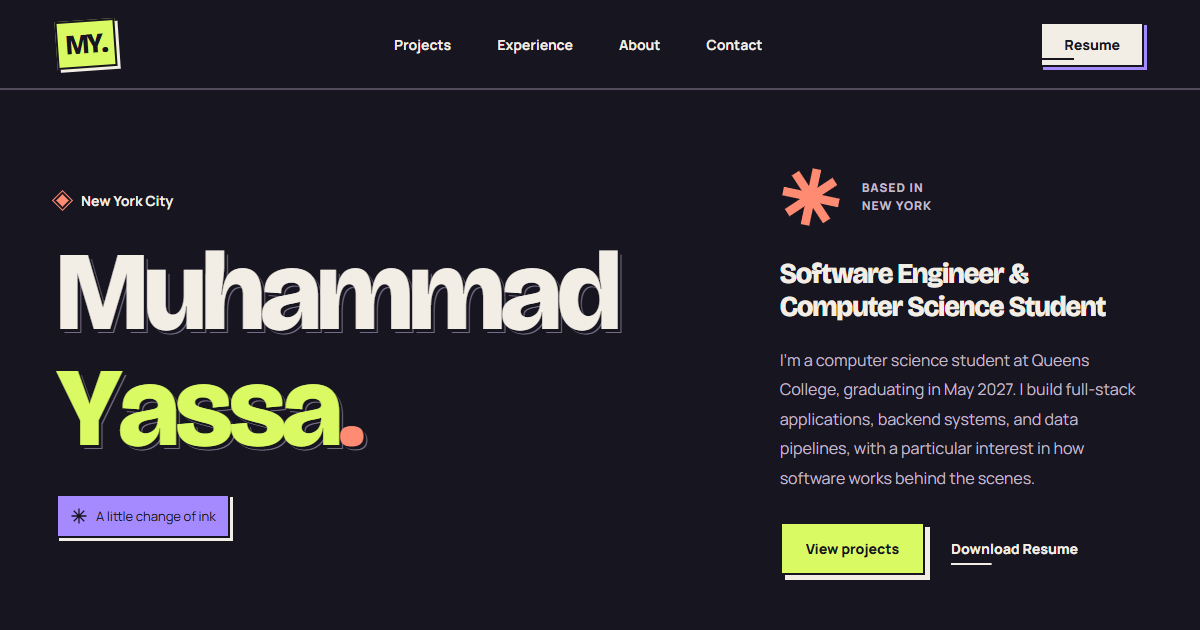 MY.
Projects
Experience
About
Contact
Resume
New York City
Muhammad
Yassa.
A little change of ink
BASED IN
NEW YORK
Software Engineer &
Computer Science Student
I'm a computer science student at Queens
College, graduating in May 2027. I build full-stack
applications, backend systems, and data
pipelines, with a particular interest in how
software works behind the scenes.
View projects
Download Resume